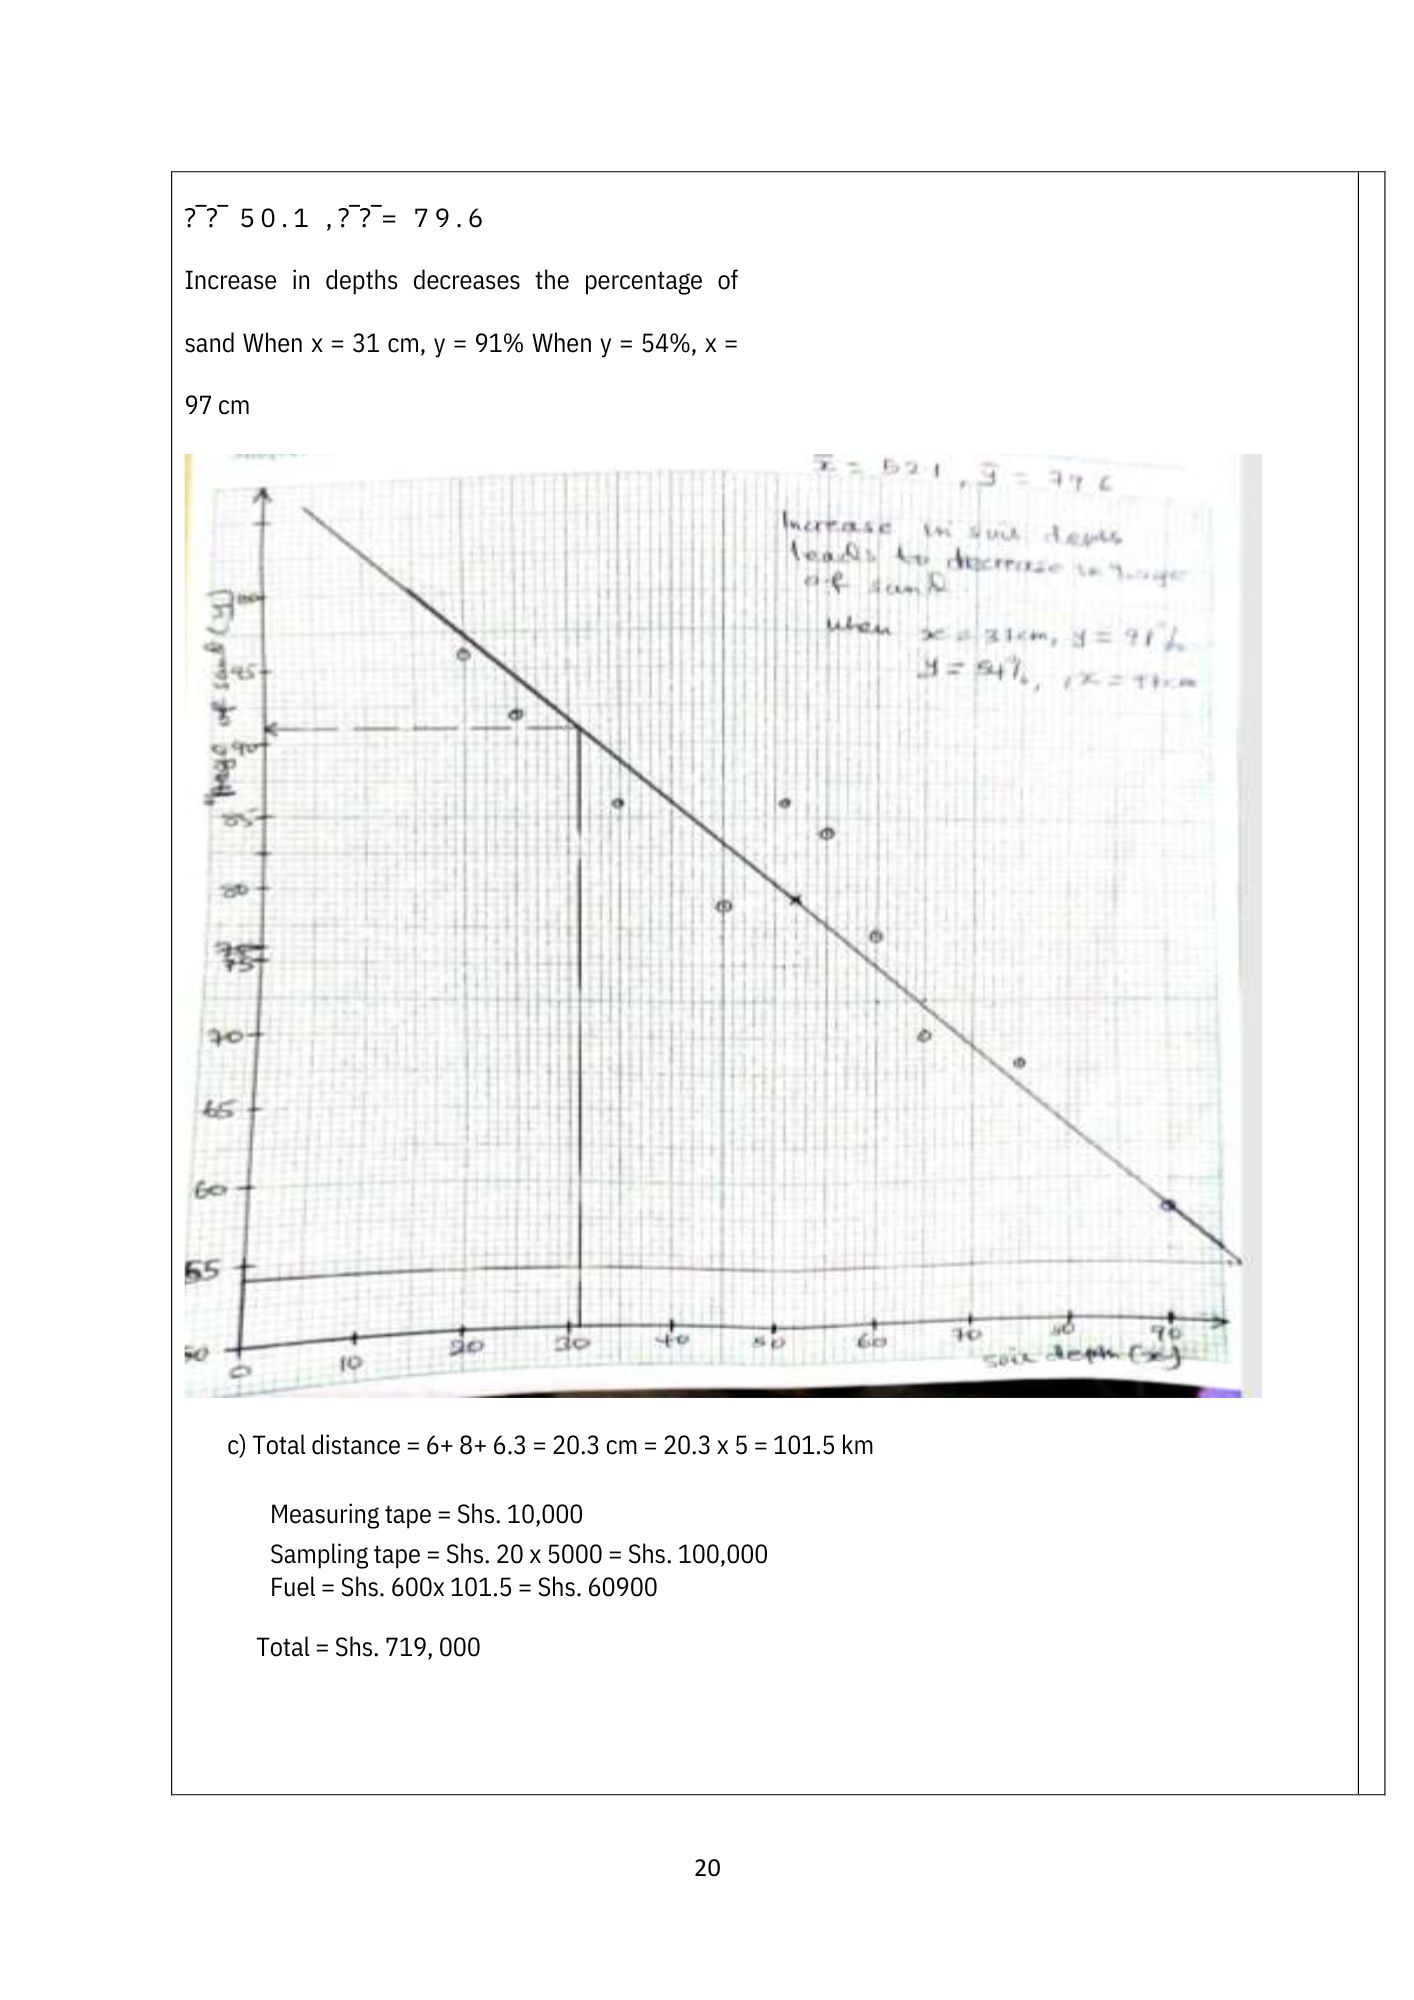 ?̅?̅ 50.1 ,?̅?̅= 79.6
Increase in depths decreases the percentage of
sand When x = 31 cm, y = 91% When y = 54%, x =
97 cm
x̅ = 52.1 , y̅ = 79.6
Increase in soil depth
leads to decrease in %age
of sand.
when x = 31cm, y = 91%
y = 54%, x = 97cm
%age of sand (y)
95
90
85
80
75
70
65
60
55
50
0 10 20 30 40 50 60 70 80 90
soil depth (x)
c) Total distance = 6+ 8+ 6.3 = 20.3 cm = 20.3 x 5 = 101.5 km
Measuring tape = Shs. 10,000
Sampling tape = Shs. 20 x 5000 = Shs. 100,000
Fuel = Shs. 600x 101.5 = Shs. 60900
Total = Shs. 719, 000
20